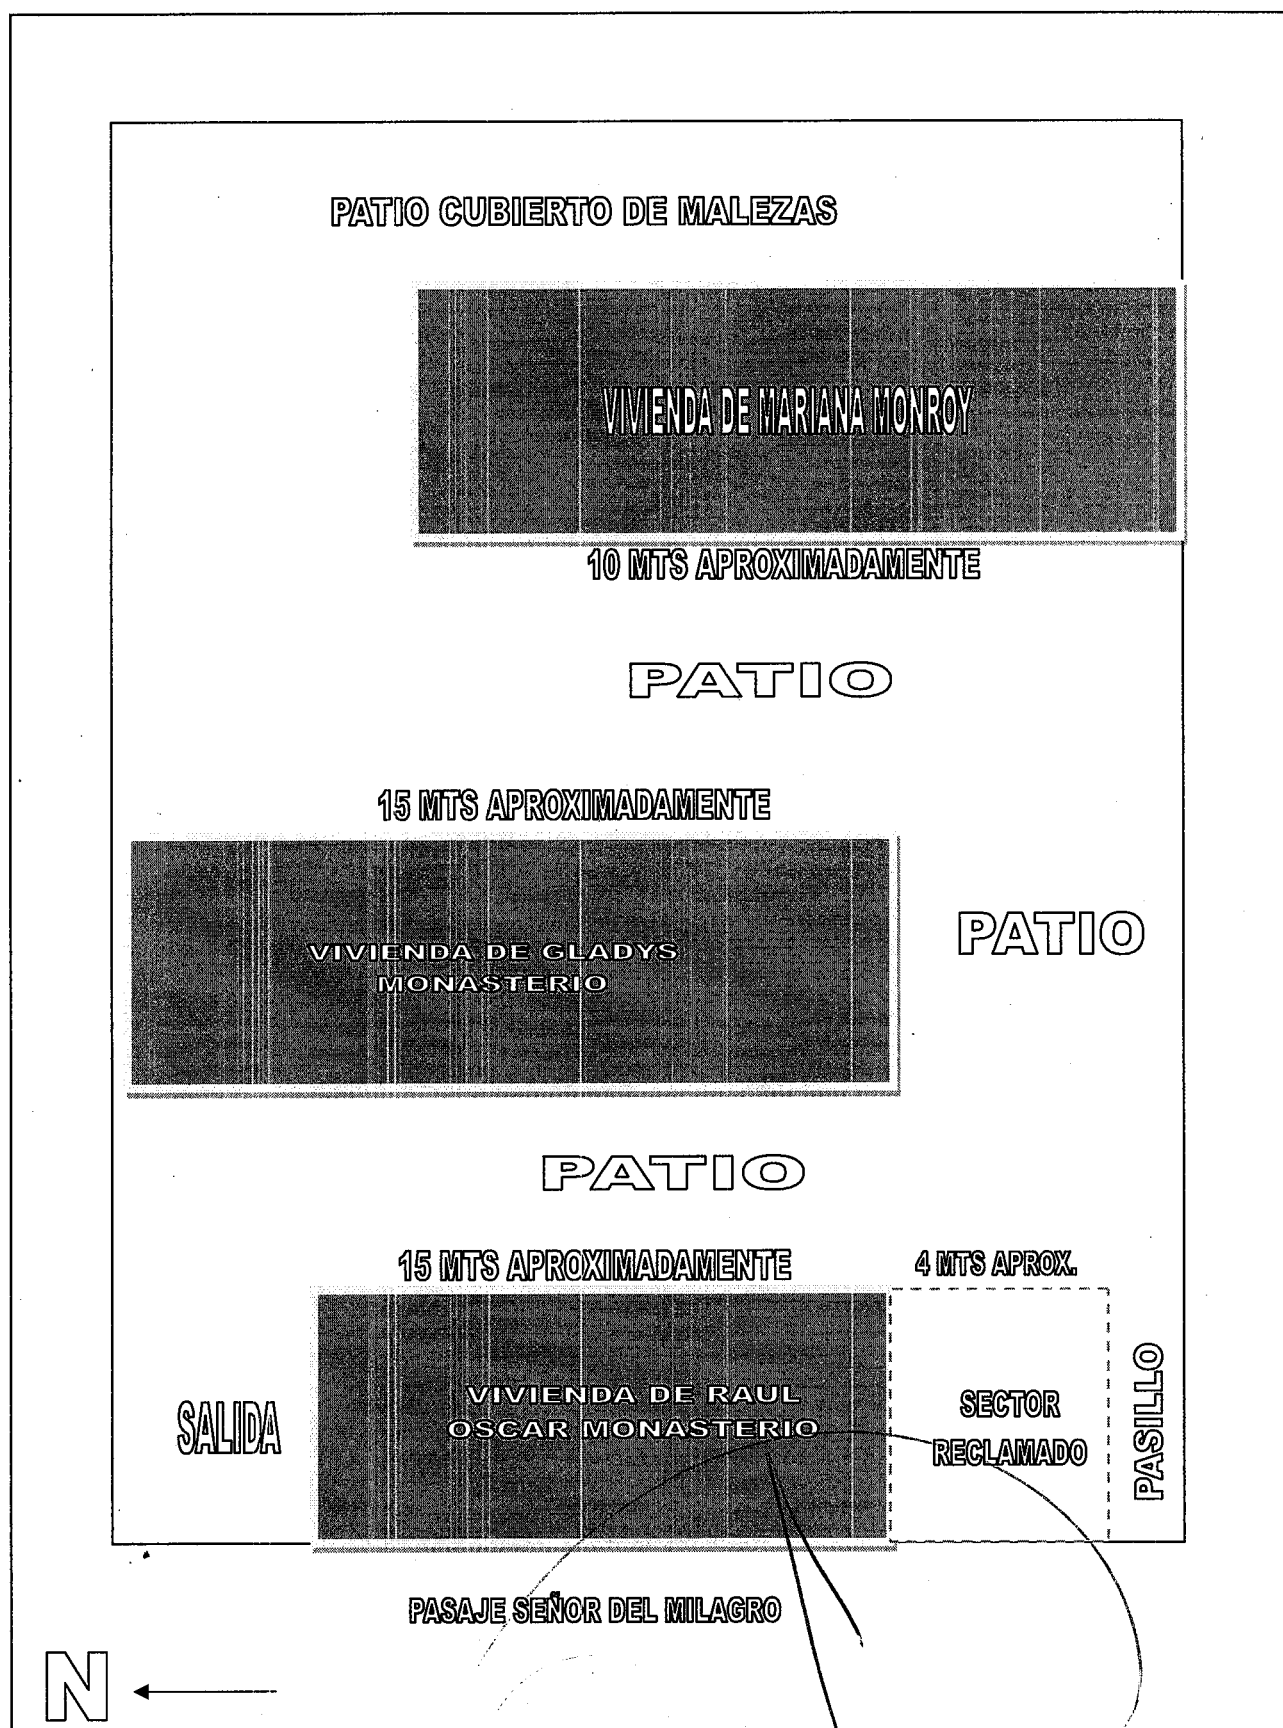 PATIO CUBIERTO DE MALEZAS
VIVIENDA DE MARIANA MONROY
10 MTS APROXIMADAMENTE
PATIO
15 MTS APROXIMADAMENTE
VIVIENDA DE GLADYS
MONASTERIO
PATIO
PATIO
15 MTS APROXIMADAMENTE
4 MTS APROX.
SALIDA
VIVIENDA DE RAUL
OSCAR MONASTERIO
SECTOR
RECLAMADO
PASILLO
PASAJE SEÑOR DEL MILAGRO
N